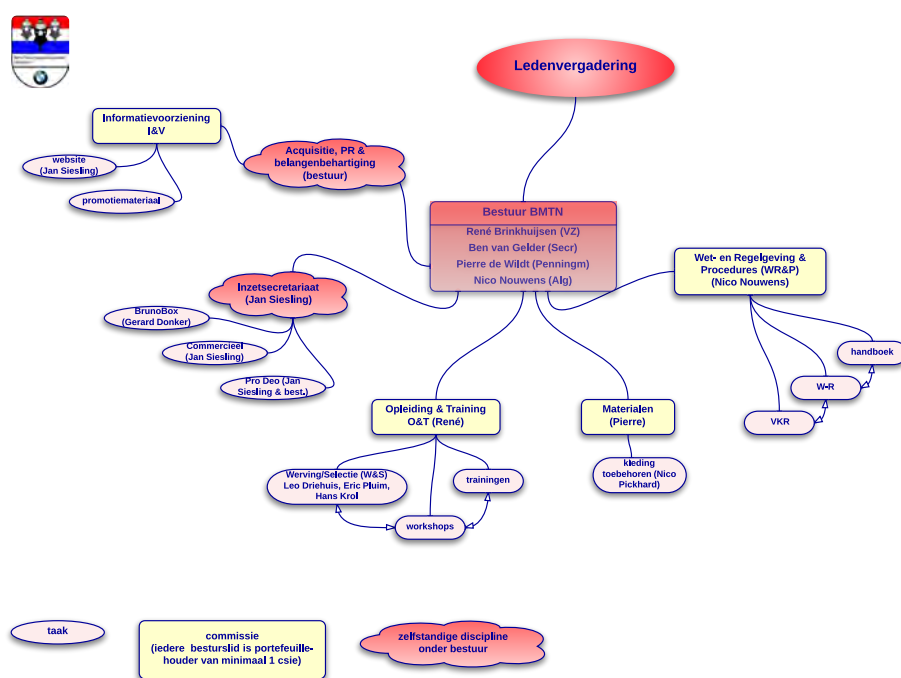 Ledenvergadering
Informatievoorziening
I&V
website
(Jan Siesling)
promotiemateriaal
Acquisitie, PR &
belangenbehartiging
(bestuur)
Bestuur BMTN
René Brinkhuijsen (VZ)
Ben van Gelder (Secr)
Pierre de Wildt (Penningm)
Nico Nouwens (Alg)
Wet- en Regelgeving &
Procedures (WR&P)
(Nico Nouwens)
Inzetsecretariaat
(Jan Siesling)
BrunoBox
(Gerard Donker)
Commercieel
(Jan Siesling)
Pro Deo (Jan
Siesling & best.)
handboek
W-R
VKR
Opleiding & Training
O&T (René)
Materialen
(Pierre)
Werving/Selectie (W&S)
Leo Driehuis, Eric Pluim,
Hans Krol
trainingen
workshops
kleding
toebehoren (Nico
Pickhard)
taak
commissie
(iedere besturslid is portefeuille-
houder van minimaal 1 csie)
zelfstandige discipline
onder bestuur